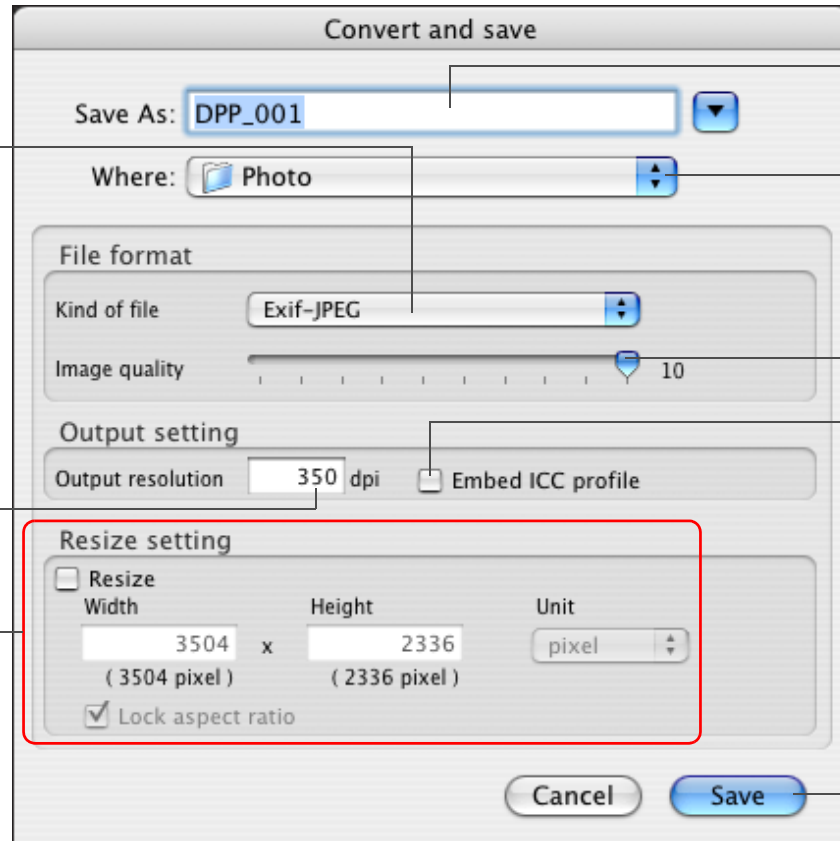 Convert and save
Save As: DPP_001
Where: Photo
File format
Kind of file Exif-JPEG
Image quality 10
Output setting
Output resolution 350 dpi Embed ICC profile
Resize setting
Resize
Width Height Unit
3504 x 2336 pixel
( 3504 pixel ) ( 2336 pixel )
Lock aspect ratio
Cancel Save